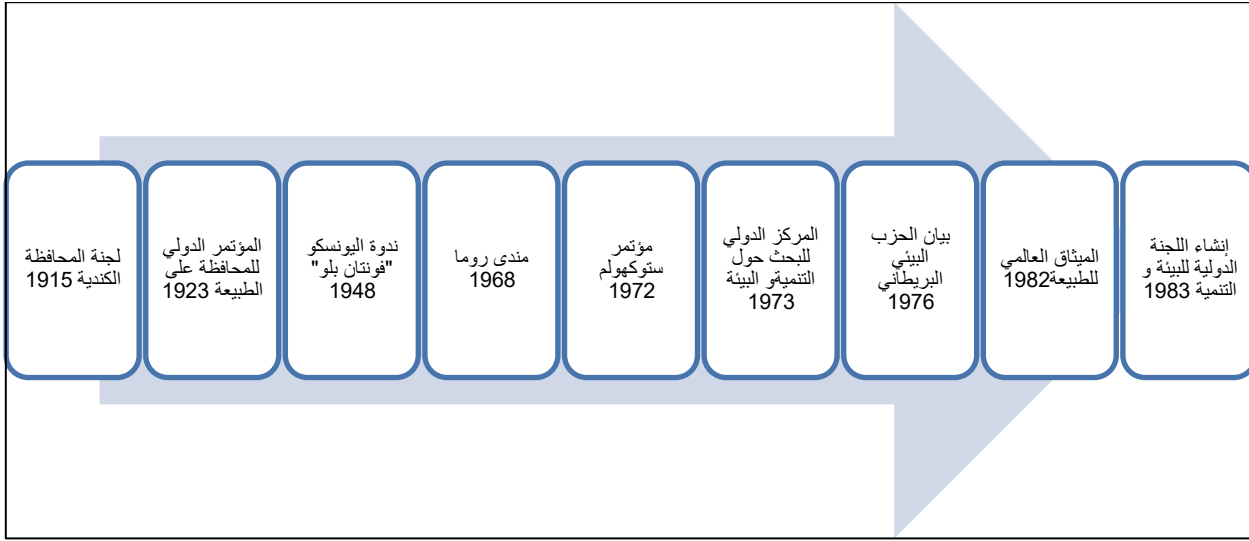 لجنة المحافظة
الكندية 1915
المؤتمر الدولي
للمحافظة على
الطبيعة 1923
ندوة اليونسكو
"فونتان بلو"
1948
مندى روما
1968
مؤتمر
ستوكهولم
1972
المركز الدولي
للبحث حول
التنميةو البيئة
1973
بيان الحزب
البيئي
البريطاني
1976
الميثاق العالمي
للطبيعة1982
إنشاء اللجنة
الدولية للبيئة و
التنمية 1983